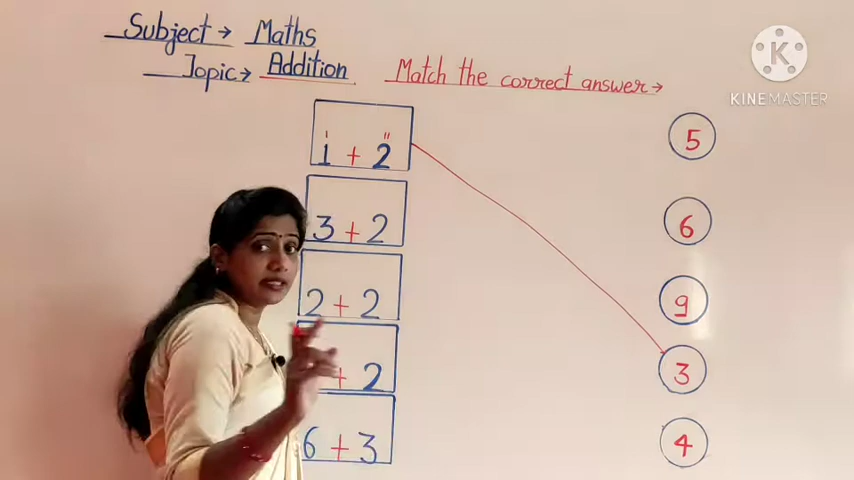 Subject → Maths
Topic → Addition
Match the correct answer →
1 + 2
5
3 + 2
6
2 + 2
9
+ 2
3
6 + 3
4
K
KINEMASTER